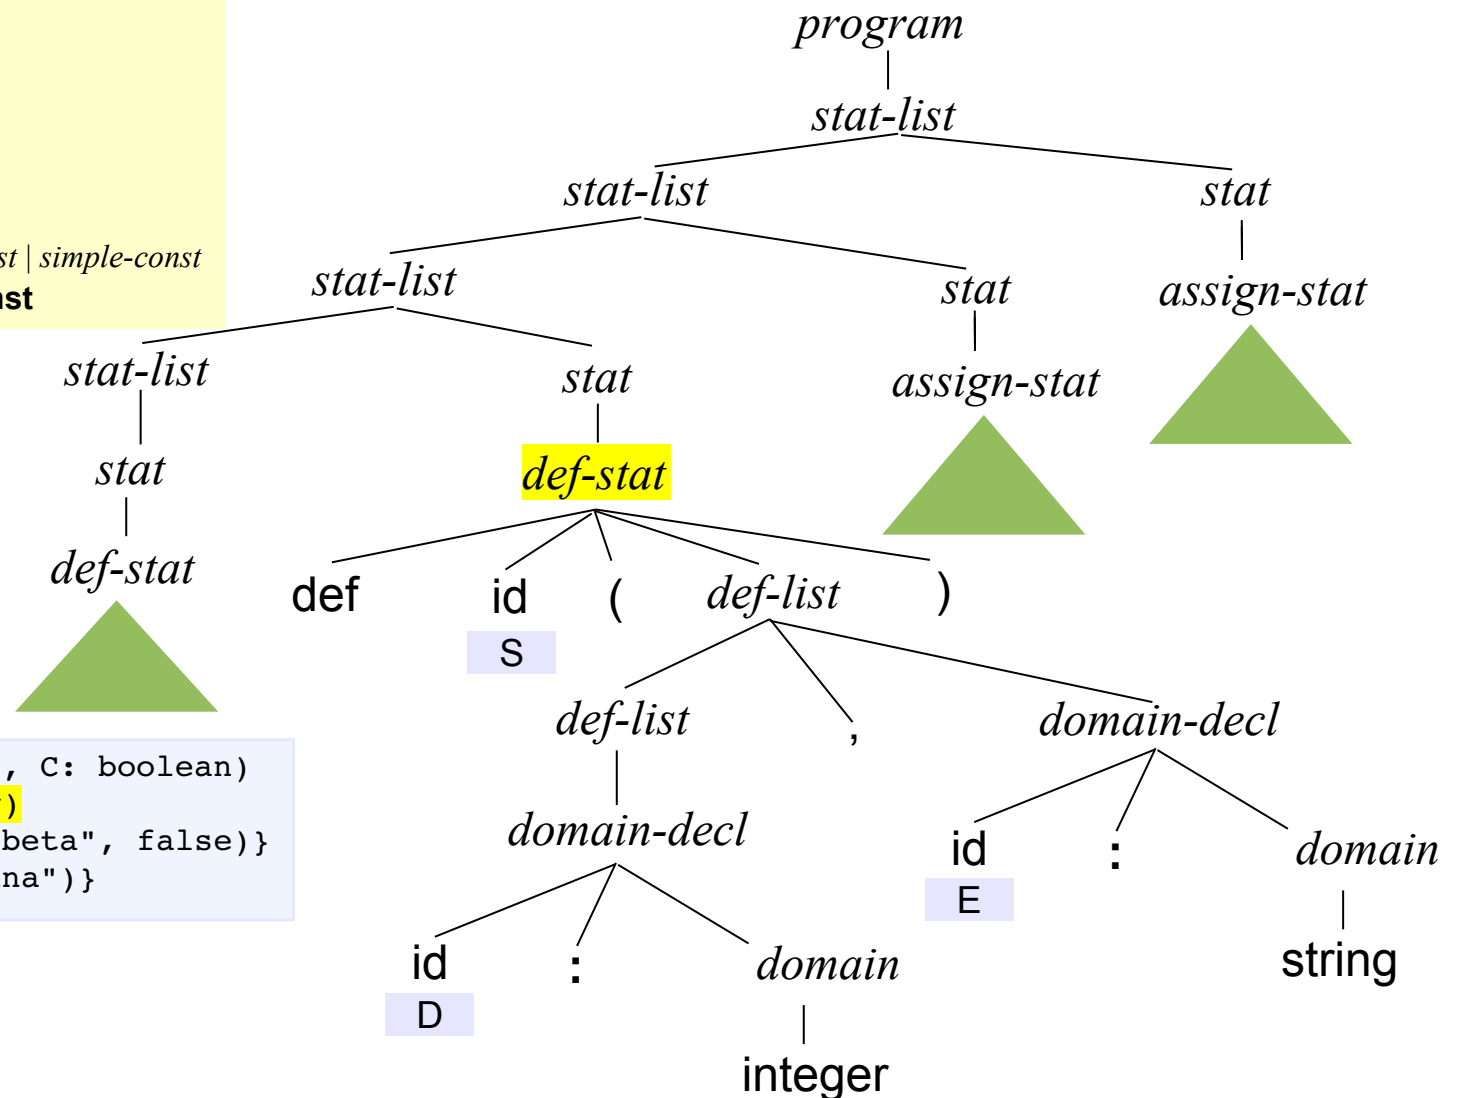 program
stat-list
stat-list stat
st | simple-const
stat-list stat assign-stat
nst
stat-list stat assign-stat
stat def-stat
def-stat def id ( def-list )
S
def-list , domain-decl
, C: boolean)
)
beta", false)}
na")}
domain-decl id : domain
E
id : domain string
D
integer